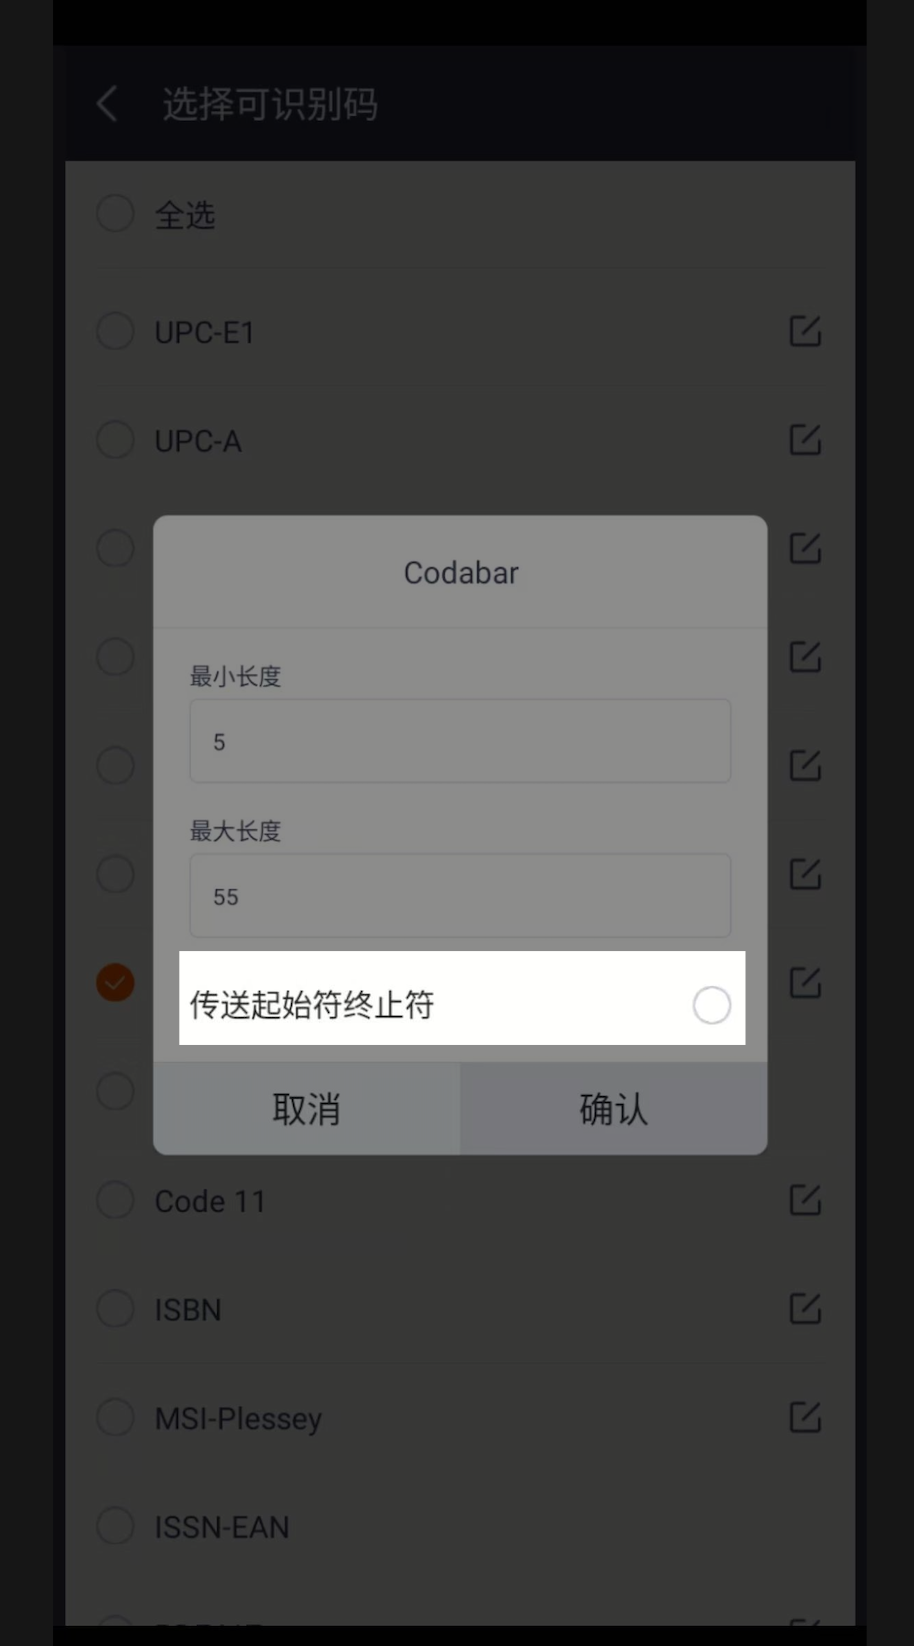 选择可识别码
全选
UPC-E1
UPC-A
Codabar
最小长度
5
最大长度
55
传送起始符终止符
取消
确认
Code 11
ISBN
MSI-Plessey
ISSN-EAN